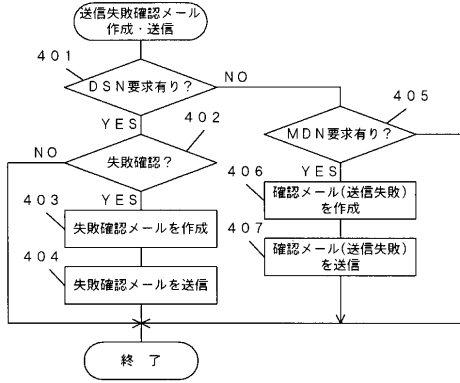 送信失敗確認メール
作成・送信
401
DSN要求有り?
NO
YES
402
405
MDN要求有り?
NO
失敗確認?
YES
406
YES
403
確認メール(送信失敗)
を作成
失敗確認メールを作成
407
404
確認メール(送信失敗)
を送信
失敗確認メールを送信
終 了